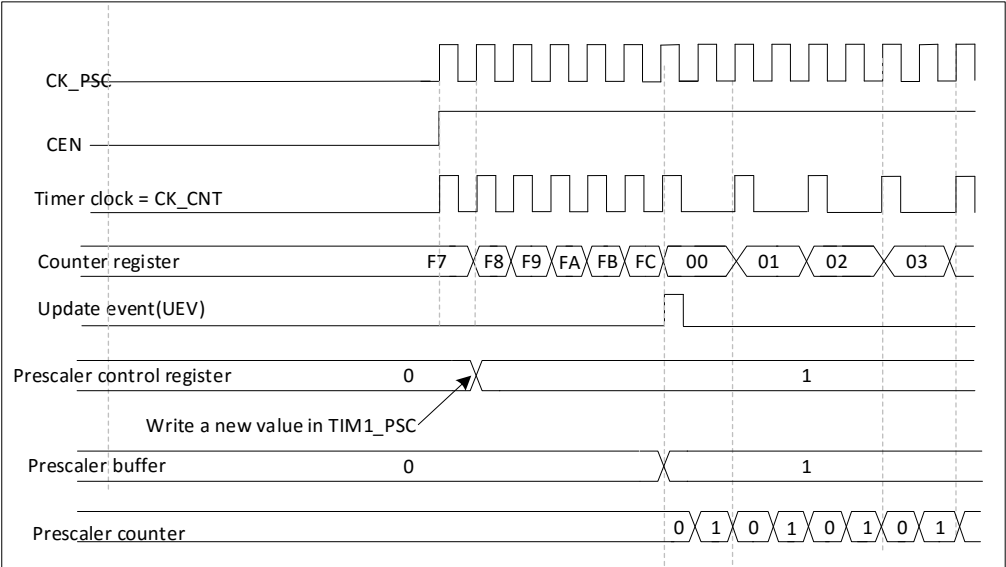 CK_PSC
CEN
Timer clock = CK_CNT
Counter register F7 F8 F9 FA FB FC 00 01 02 03
Update event(UEV)
Prescaler control register 0 1
Write a new value in TIM1_PSC
Prescaler buffer 0 1
Prescaler counter 0 1 0 1 0 1 0 1